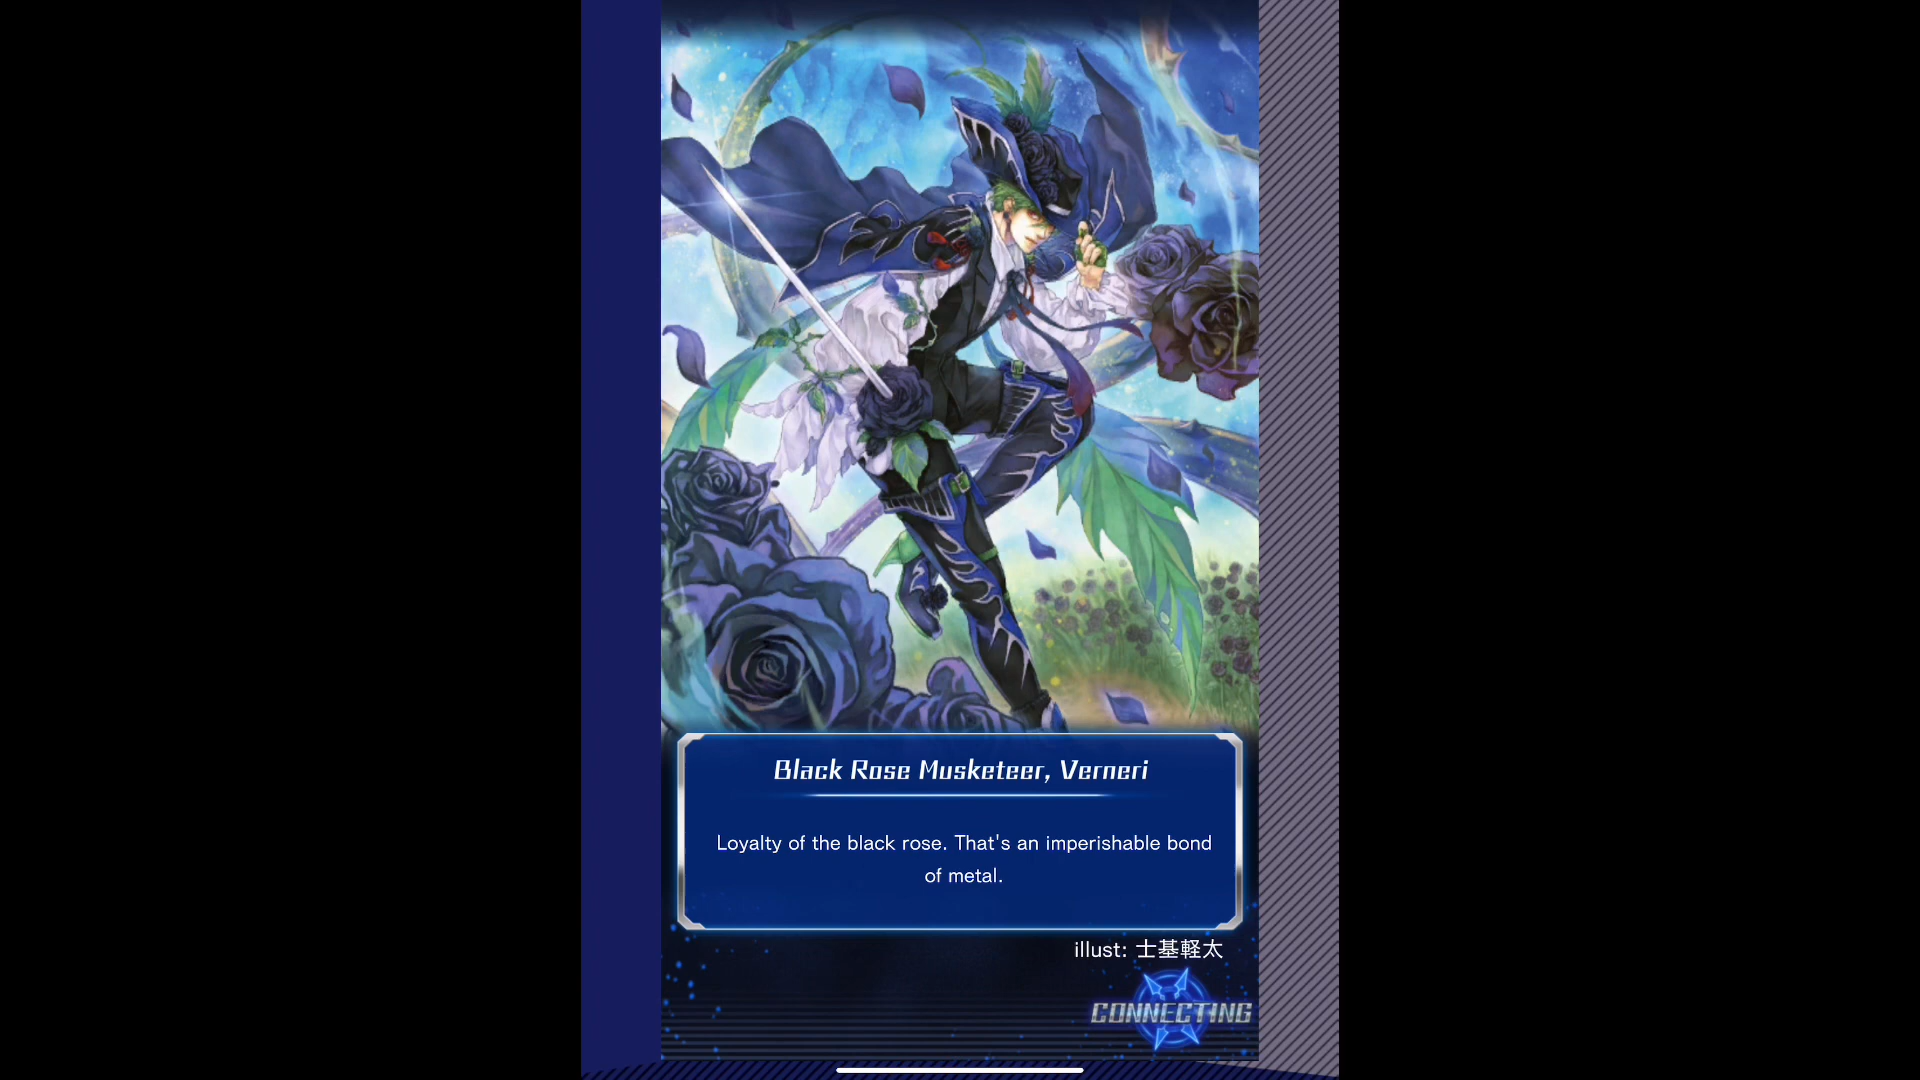 Black Rose Musketeer, Verneri
Loyalty of the black rose. That's an imperishable bond
of metal.
illust: 士基軽太
CONNECTING